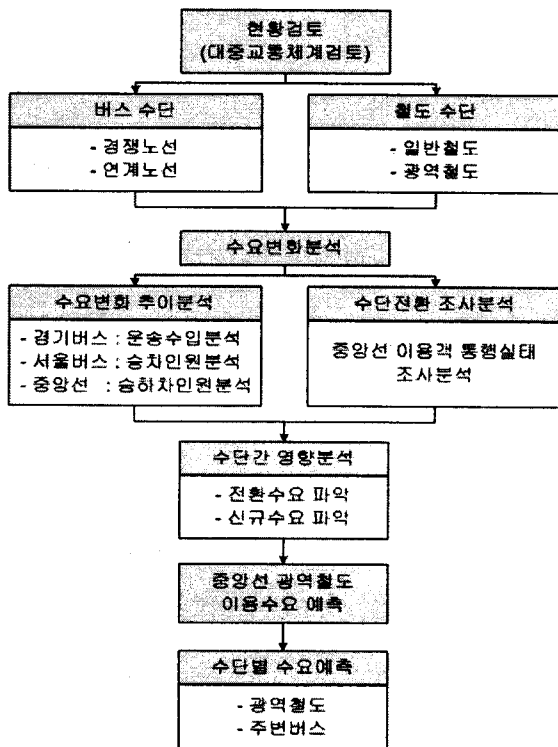 현황검토
(대중교통체계검토)
버스 수단
- 경쟁노선
- 연계노선
철도 수단
- 일반철도
- 광역철도
수요변화분석
수요변화 추이분석
- 경기버스 : 운송수입분석
- 서울버스 : 승차인원분석
- 중앙선 : 승하차인원분석
수단전환 조사분석
중앙선 이용객 통행실태
조사분석
수단간 영향분석
- 전환수요 파악
- 신규수요 파악
중앙선 광역철도
이용수요 예측
수단별 수요예측
- 광역철도
- 주변버스